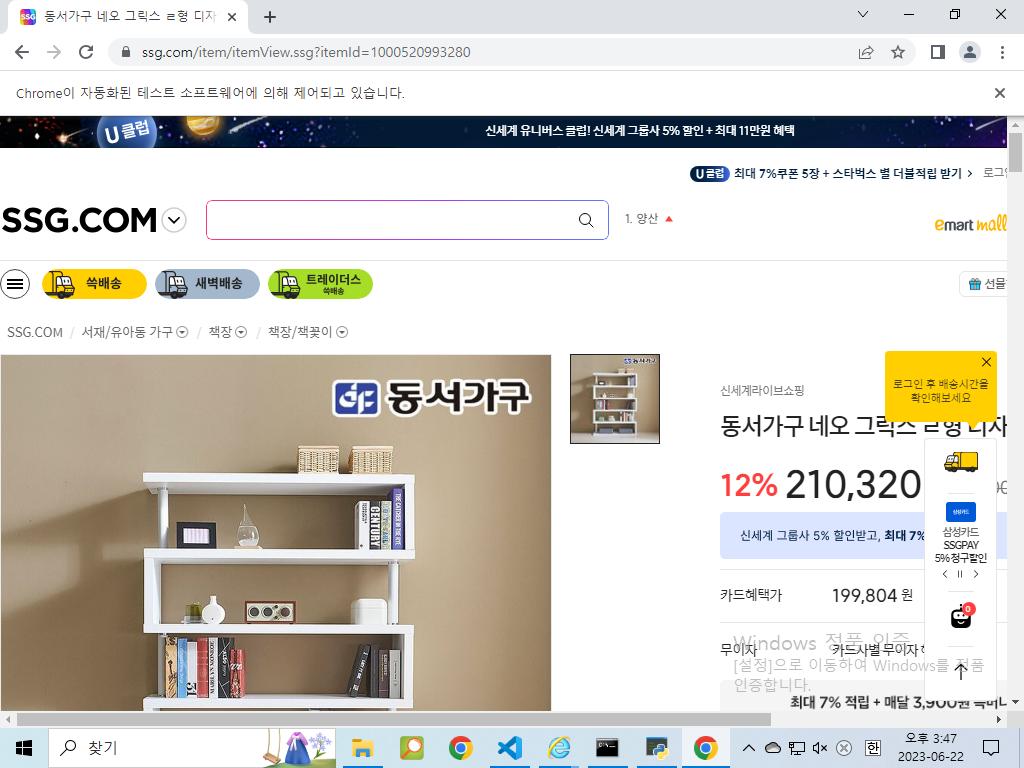 동서가구 네오 그릭스 ㄹ형 디자
ssg.com/item/itemView.ssg?itemId=1000520993280
Chrome이 자동화된 테스트 소프트웨어에 의해 제어되고 있습니다.
U 클럽
신세계 유니버스 클럽! 신세계 그룹사 5% 할인 + 최대 11만원 혜택
U 클럽 최대 7%쿠폰 5장 + 스타벅스 별 더블적립 받기 >
SSG.COM
1. 양산
emart mall
쓱배송
새벽배송
트레이더스
쓱배송
선물
SSG.COM / 서재/유아동 가구 / 책장 / 책장/책꽂이
동서가구
동서가구
로그인 후 배송시간을
확인해보세요
신세계라이브쇼핑
동서가구 네오 그릭스 ㄹ형 디자
12% 210,320
신세계 그룹사 5% 할인받고, 최대 7%
삼성카드
삼성카드
SSGPAY
5% 청구할인
카드혜택가 199,804 원
0
무이자 카드사별 무이자
Windows 정품 인증
[설정]으로 이동하여 Windows를 정품
인증합니다.
최대 7% 적립 + 매달 3,900원
찾기
한
오후 3:47
2023-06-22